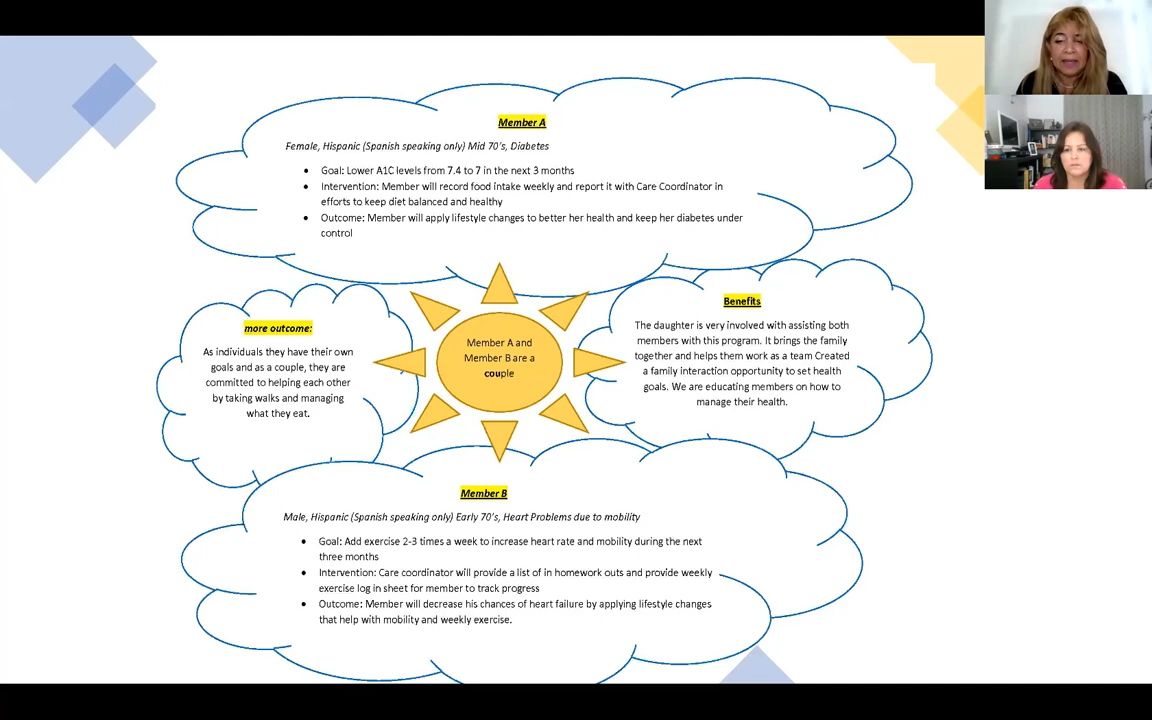 Member A
Female, Hispanic (Spanish speaking only) Mid 70's, Diabetes
• Goal: Lower A1C levels from 7.4 to 7 in the next 3 months
• Intervention: Member will record food intake weekly and report it with Care Coordinator in
efforts to keep diet balanced and healthy
• Outcome: Member will apply lifestyle changes to better her health and keep her diabetes under
control
more outcome:
As individuals they have their own
goals and as a couple, they are
committed to helping each other
by taking walks and managing
what they eat.
Member A and
Member B are a
couple
Benefits
The daughter is very involved with assisting both
members with this program. It brings the family
together and helps them work as a team Created
a family interaction opportunity to set health
goals. We are educating members on how to
manage their health.
Member B
Male, Hispanic (Spanish speaking only) Early 70's, Heart Problems due to mobility
• Goal: Add exercise 2-3 times a week to increase heart rate and mobility during the next
three months
• Intervention: Care coordinator will provide a list of in homework outs and provide weekly
exercise log in sheet for member to track progress
• Outcome: Member will decrease his chances of heart failure by applying lifestyle changes
that help with mobility and weekly exercise.